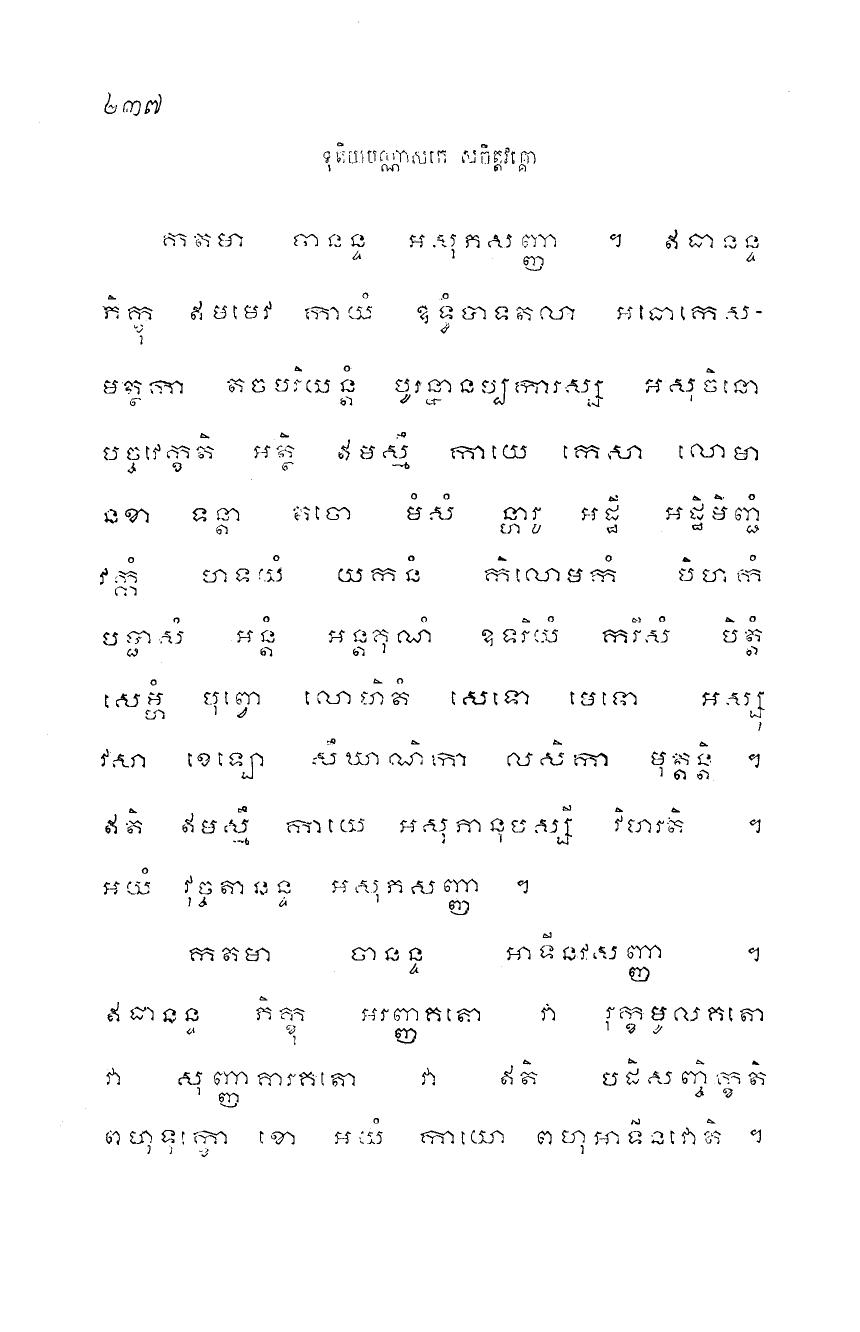 ២៣៧
ទុតិយបណ្ណាសកេ សចិត្តវគ្គោ
កតមា ចានន្ទ អសុភសញ្ញា ។ ឥធានន្ទ
ភិក្ខុ ឥមមេវ កាយំ ឧទ្ធំបាទតលា អធោកេស-
មត្ថកា តចបរិយន្តំ បូរន្នានប្បការស្ស អសុចិនោ
បច្ចវេក្ខតិ អត្ថិ ឥមស្មឹ កាយេ កេសា លោមា
នខា ទន្តា តចោ មំសំ ន្ហារូ អដ្ឋី អដ្ឋិមិញ្ជំ
វក្កំ ហទយំ យកនំ កិលោមកំ បិហកំ
បប្ផាសំ អន្តំ អន្តគុណំ ឧទរិយំ ករីសំ បិត្តំ
សេម្ហំ បុព្វោ លោហិតំ សេទោ មេទោ អស្សុ
វសា ខេឡោ សឹឃាណិកា លសិកា មុត្តន្តិ ។
ឥតិ ឥមស្មឹ កាយេ អសុភានុបស្សី វិហរតិ ។
អយំ វុច្ចតានន្ទ អសុភសញ្ញា ។
កតមា ចានន្ទ អាទីនវសញ្ញា ។
ឥធានន្ទ ភិក្ខុ អរញ្ញគតោ វា រុក្ខមូលគតោ
វា សុញ្ញាគារគតោ វា ឥតិ បដិសញ្ចិក្ខតិ
ពហុទុក្ខោ ខោ អយំ កាយោ ពហុអាទីនវោតិ ។